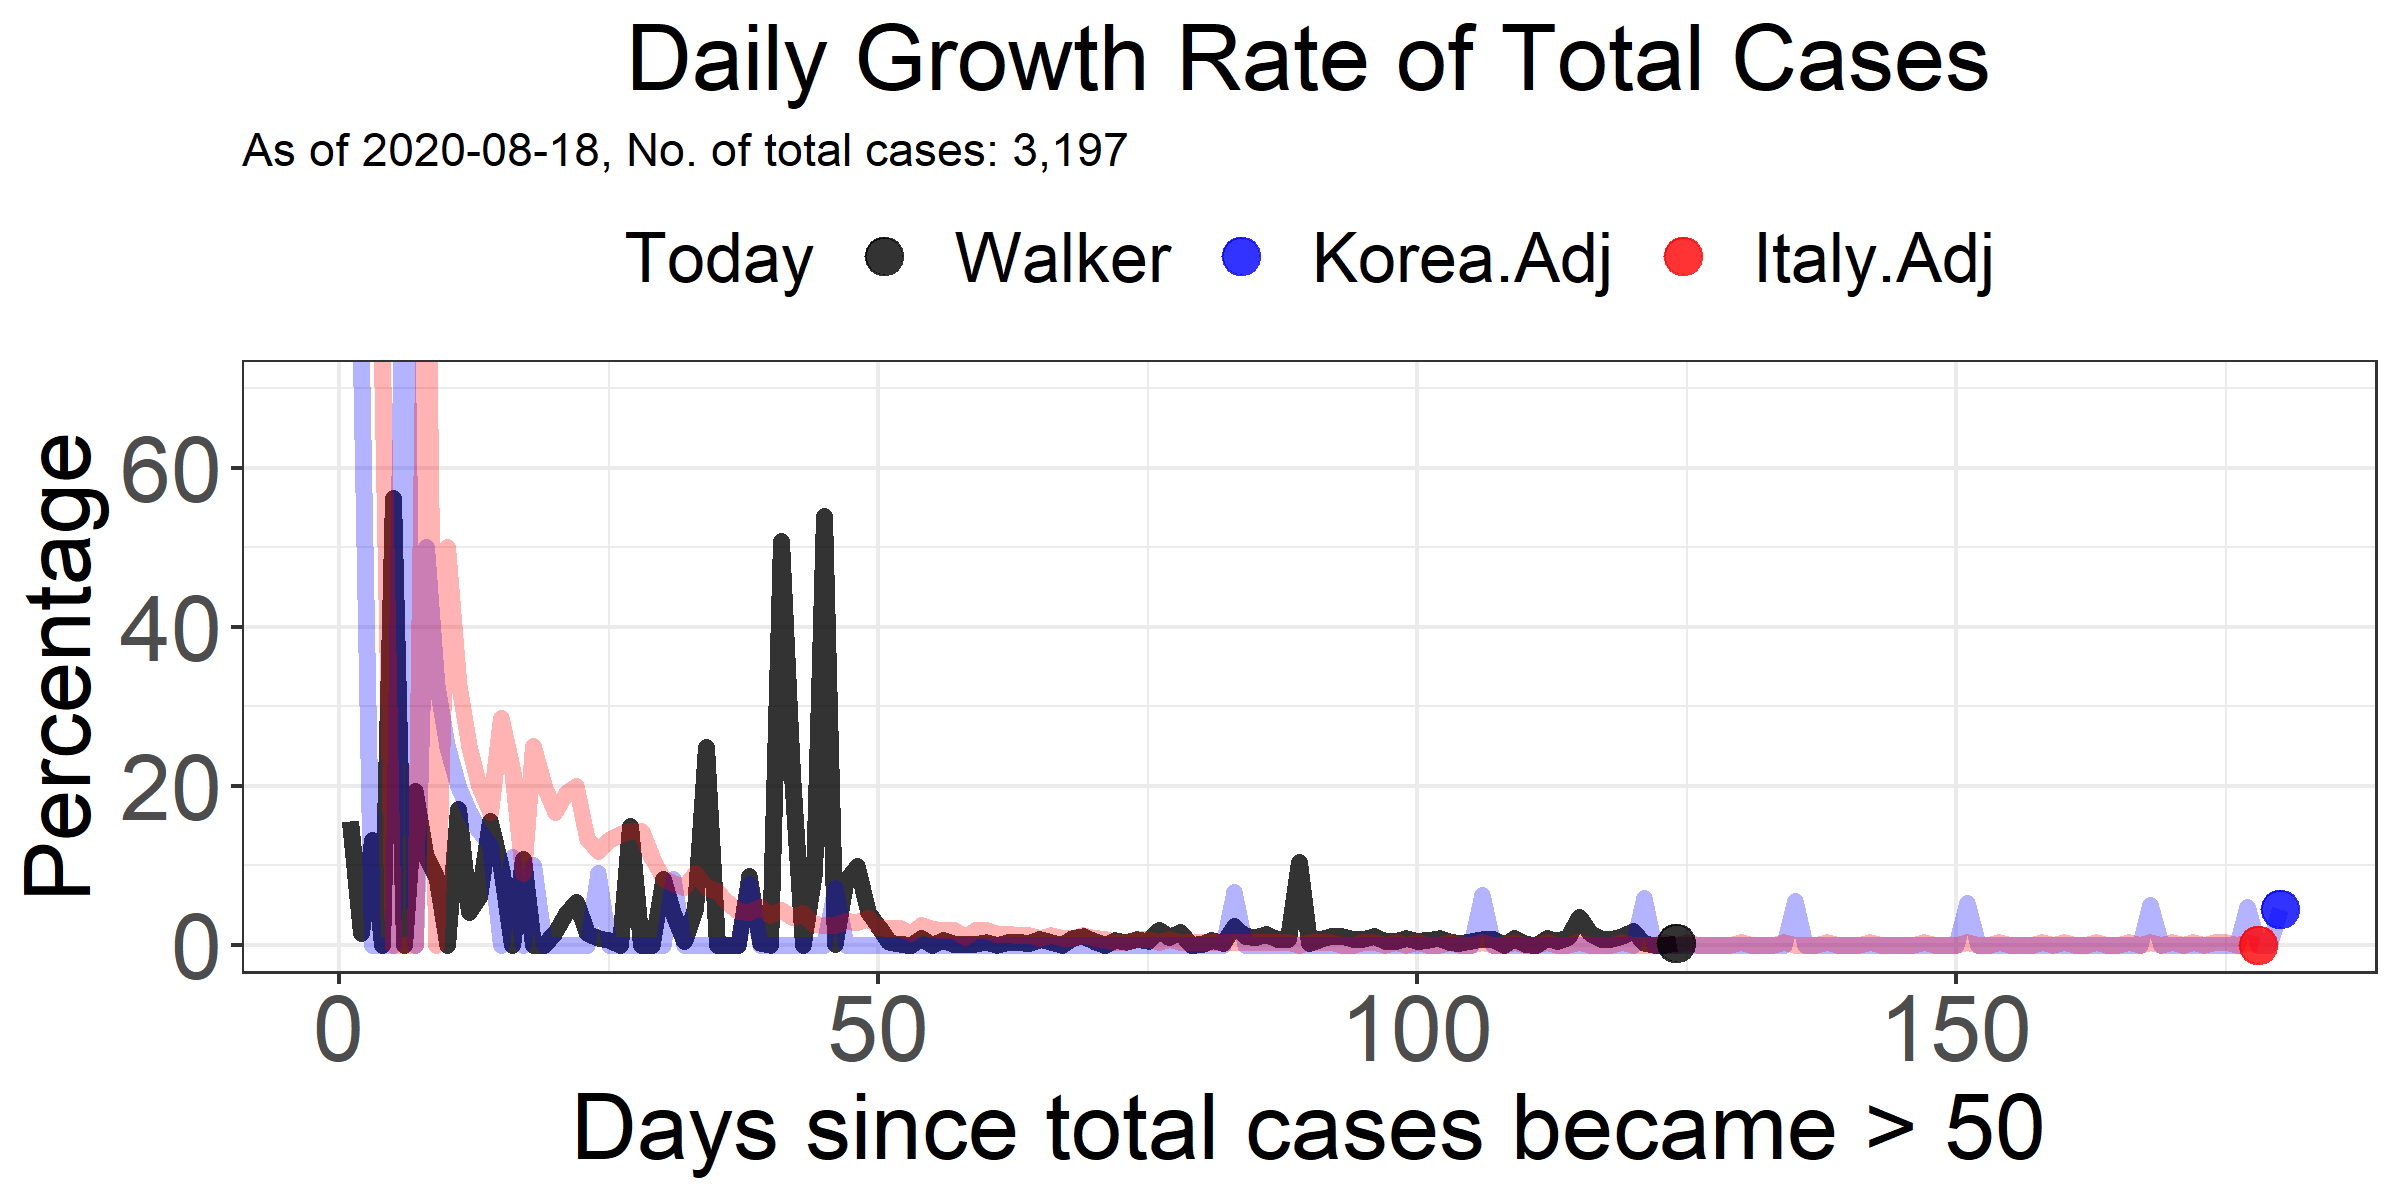 Daily Growth Rate of Total Cases
As of 2020-08-18, No. of total cases: 3,197
Today Walker Korea.Adj Italy.Adj
Percentage
60
40
20
0
0 50 100 150
Days since total cases became > 50